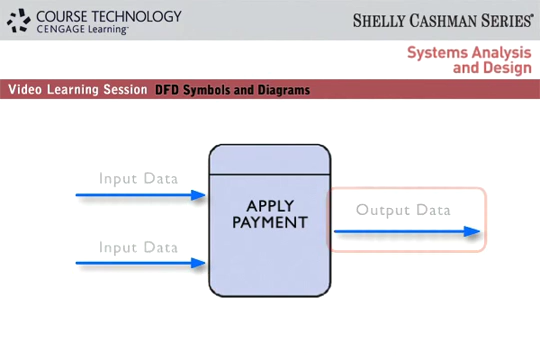 COURSE TECHNOLOGY
CENGAGE Learning™
SHELLY CASHMAN SERIES®
Systems Analysis
and Design
Video Learning Session DFD Symbols and Diagrams
Input Data
APPLY
PAYMENT
Output Data
Input Data